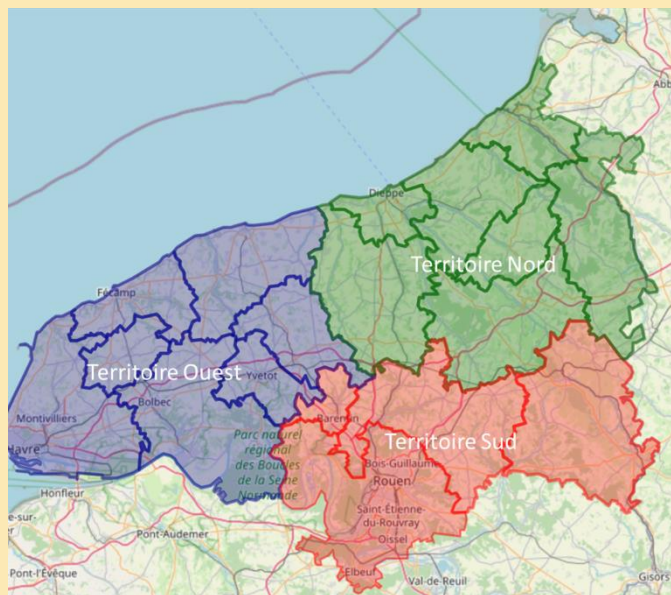 Abb
Dieppe
Territoire Nord
Fécamp
Territoire Ouest
Yvetot
Bolbec
Montivilliers
Barentin
Territoire Sud
Parc naturel
régional
des Boucles
de la Seine
Normande
Bois-Guillaume
Havre
Rouen
Honfleur
Saint-Étienne-
du-Rouvray
e-sur-
er
Pont-Audemer
Oissel
Pont-l'Évêque
Elbeuf
Val-de-Reuil
Gisors